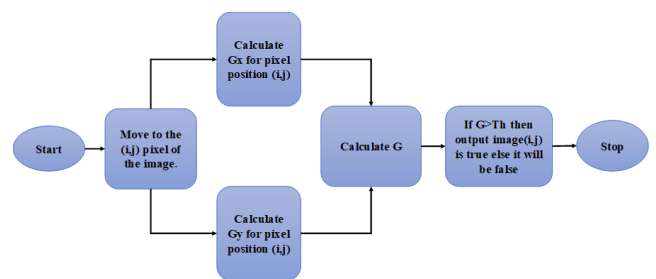 Start
Move to the
(i,j) pixel of
the image.
Calculate
Gx for pixel
position (i,j)
Calculate
Gy for pixel
position (i,j)
Calculate G
If G>Th then
output image(i,j)
is true else it will
be false
Stop